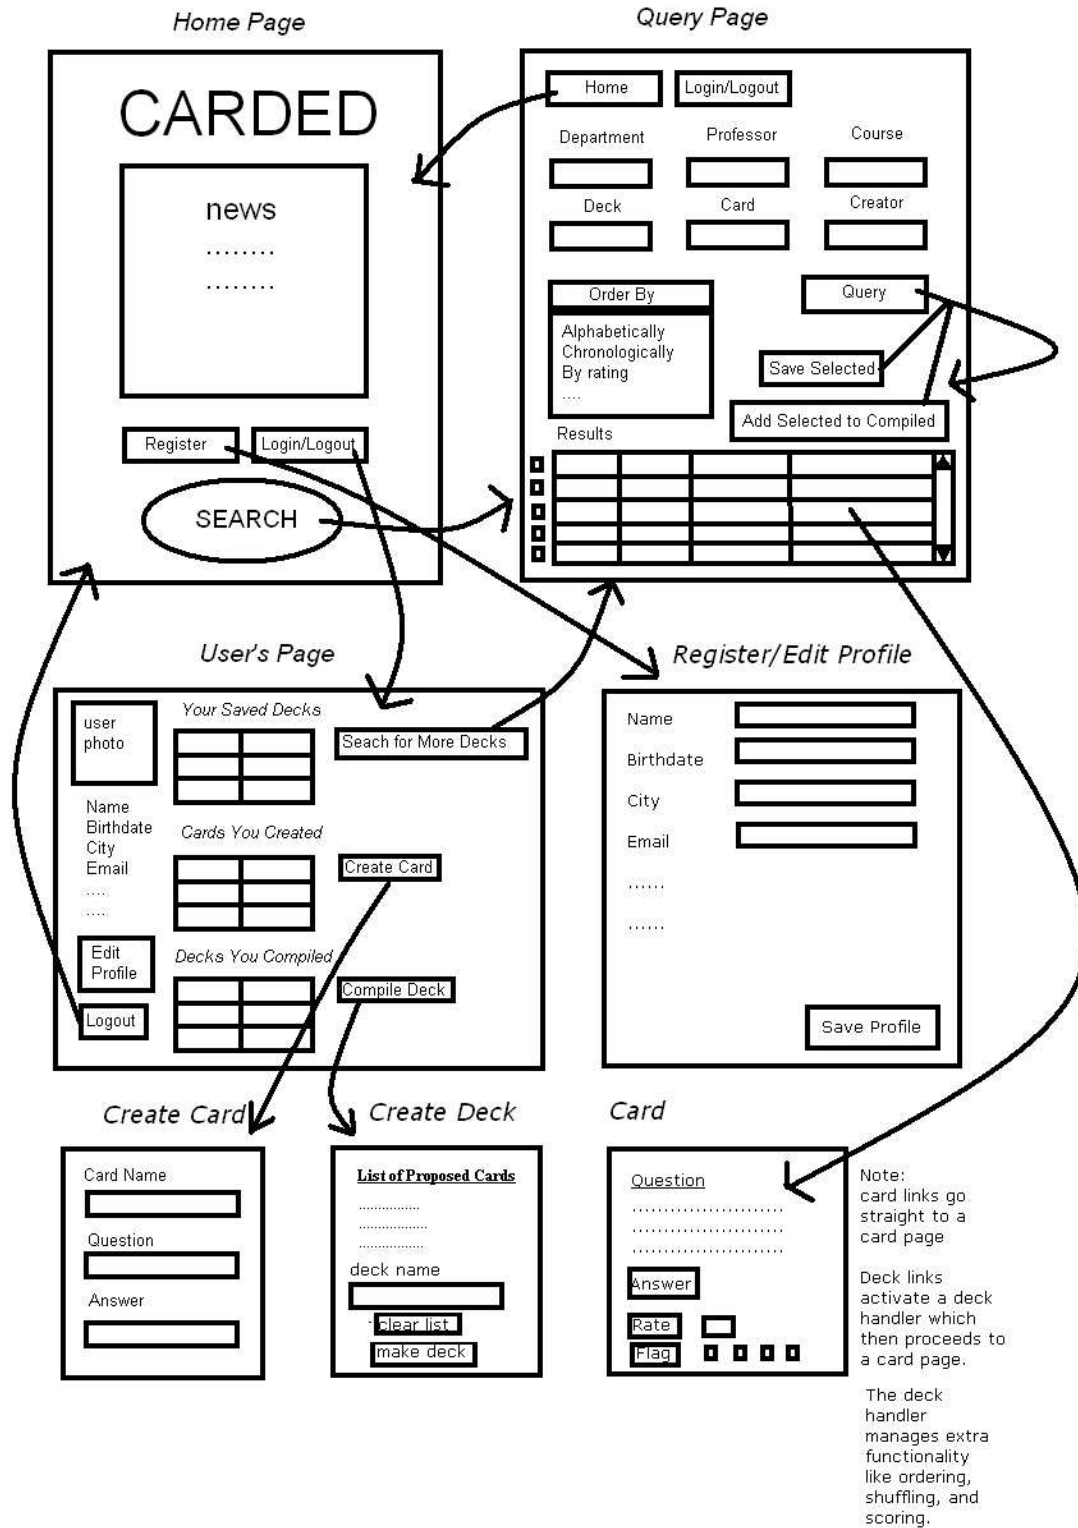 Home Page
CARDED
news
........
........
Register
Login/Logout
SEARCH
Query Page
Home
Login/Logout
Department
Professor
Course
Deck
Card
Creator
Order By
Alphabetically
Chronologically
By rating
....
Query
Save Selected
Add Selected to Compiled
Results
User's Page
user
photo
Name
Birthdate
City
Email
....
....
Edit
Profile
Logout
Your Saved Decks
Seach for More Decks
Cards You Created
Create Card
Decks You Compiled
Compile Deck
Register/Edit Profile
Name
Birthdate
City
Email
......
......
Save Profile
Create Card
Card Name
Question
Answer
Create Deck
List of Proposed Cards
................
..................
.................
deck name
clear list
make deck
Card
Question
.......................
.......................
.......................
Answer
Rate
Flag
Note:
card links go
straight to a
card page
Deck links
activate a deck
handler which
then proceeds to
a card page.
The deck
handler
manages extra
functionality
like ordering,
shuffling, and
scoring.